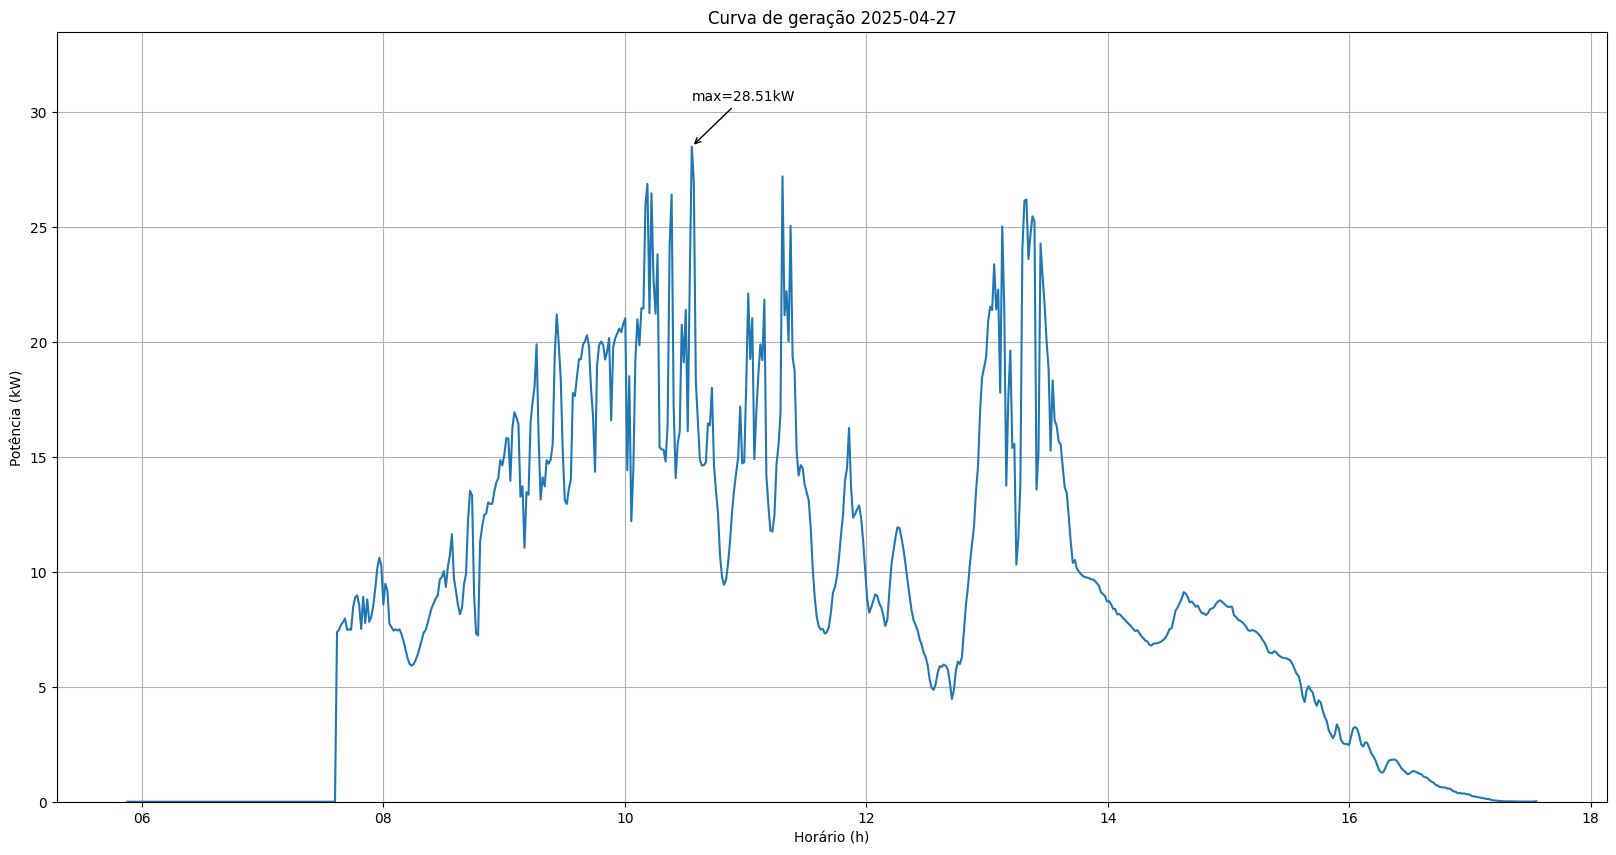 Curva de geração 2025-04-27
max=28.51kW
Potência (kW)
30
25
20
15
10
5
0
06 08 10 12 14 16 18
Horário (h)